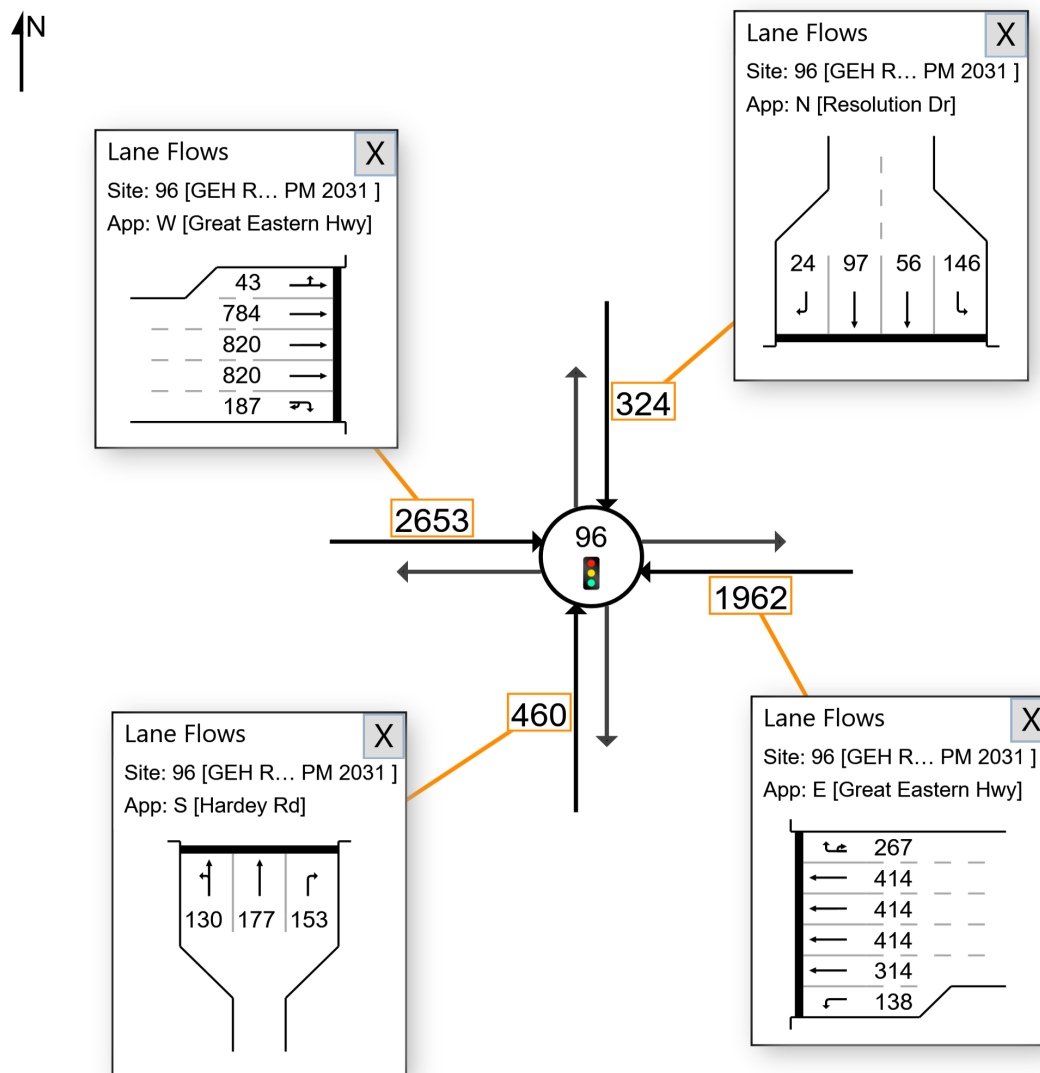 N
Lane Flows
X
Site: 96 [GEH R... PM 2031 ]
App: N [Resolution Dr]
24 97 56 146
Lane Flows
X
Site: 96 [GEH R... PM 2031 ]
App: W [Great Eastern Hwy]
43
784
820
820
187
324
2653
96
1962
460
Lane Flows
X
Site: 96 [GEH R... PM 2031 ]
App: S [Hardey Rd]
130 177 153
Lane Flows
X
Site: 96 [GEH R... PM 2031 ]
App: E [Great Eastern Hwy]
267
414
414
414
314
138